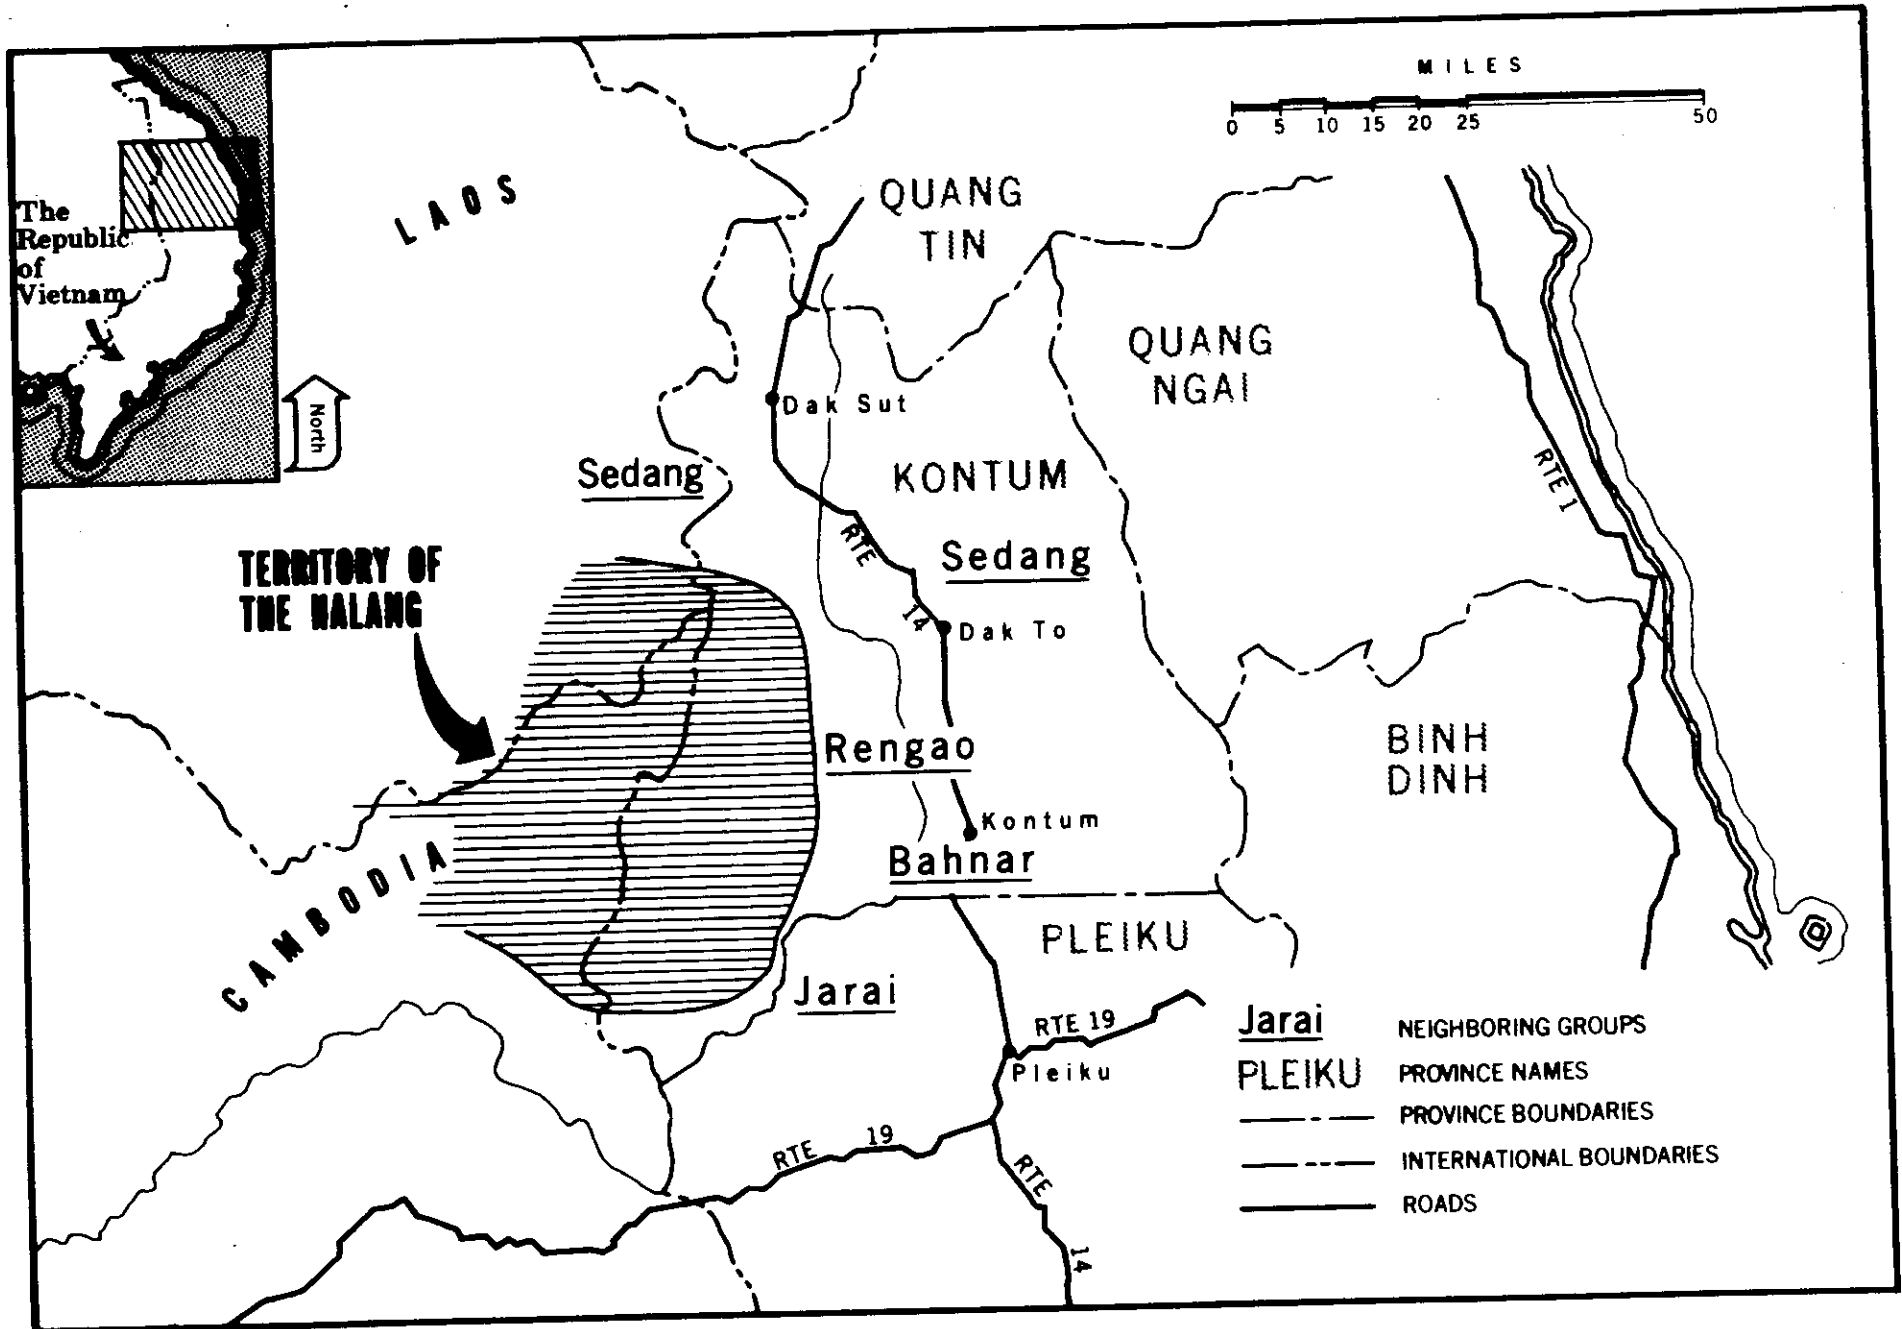 MILES
0 5 10 15 20 25 50
LAOS
QUANG
TIN
The
Republic
of
Vietnam
North
QUANG
NGAI
Dak Sut
Sedang
KONTUM
RTE 1
RTE 14
Sedang
TERRITORY OF
THE HALANG
Dak To
Rengao
BINH
DINH
Kontum
CAMBODIA
Bahnar
PLEIKU
Jarai
RTE 19
Pleiku
RTE 19
RTE 14
Jarai NEIGHBORING GROUPS
PLEIKU PROVINCE NAMES
PROVINCE BOUNDARIES
INTERNATIONAL BOUNDARIES
ROADS